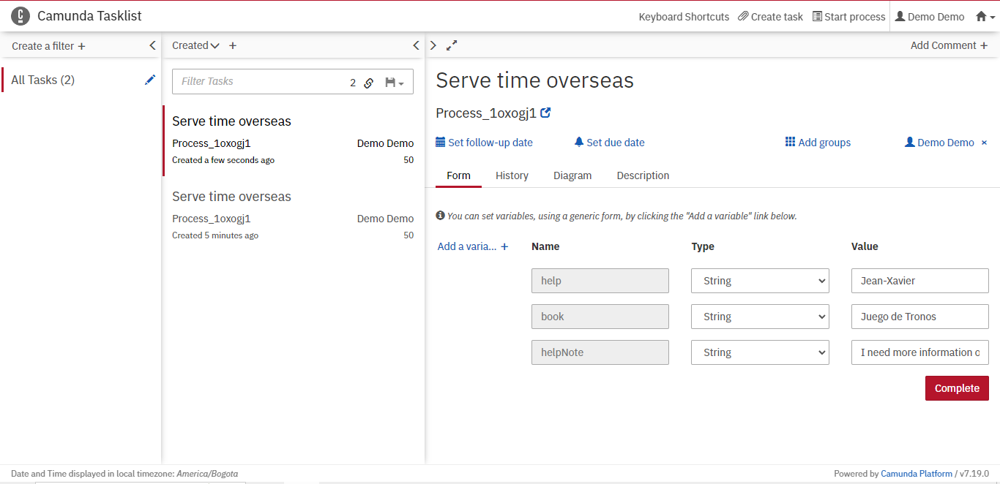 Camunda Tasklist
Keyboard Shortcuts Create task Start process Demo Demo
Create a filter +
Created +
Add Comment +
All Tasks (2)
Filter Tasks 2
Serve time overseas
Process_1oxogj1 Demo Demo
Created a few seconds ago 50
Serve time overseas
Process_1oxogj1 Demo Demo
Created 5 minutes ago 50
Serve time overseas
Process_1oxogj1
Set follow-up date Set due date Add groups Demo Demo ×
Form History Diagram Description
You can set variables, using a generic form, by clicking the "Add a variable" link below.
Add a varia... + Name Type Value
help String Jean-Xavier
book String Juego de Tronos
helpNote String I need more information o
Complete
Date and Time displayed in local timezone: America/Bogota
Powered by Camunda Platform / v7.19.0